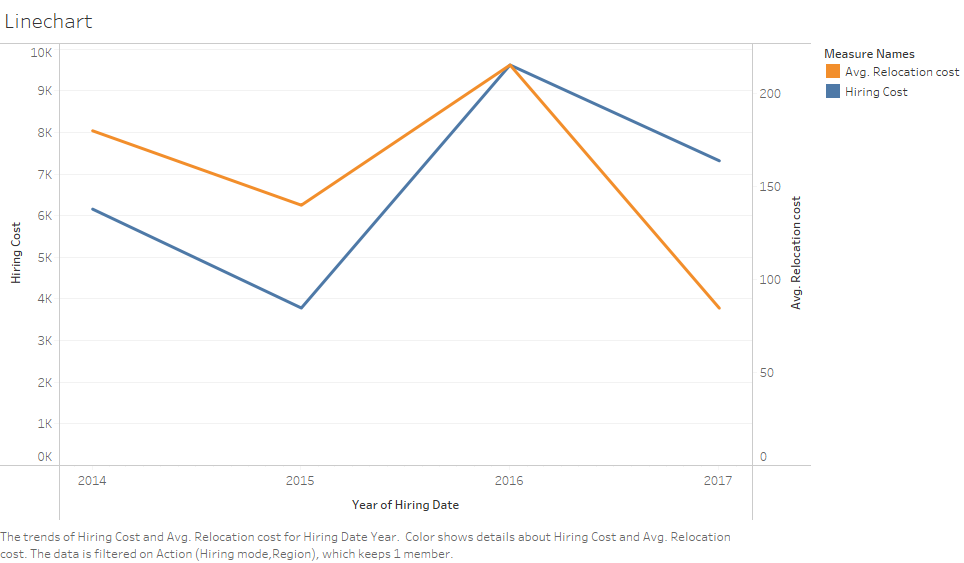 Linechart
Measure Names
Avg. Relocation cost
Hiring Cost
10K
9K
8K
7K
6K
5K
4K
3K
2K
1K
0K
Hiring Cost
200
150
100
50
0
Avg. Relocation cost
2014 2015 2016 2017
Year of Hiring Date
The trends of Hiring Cost and Avg. Relocation cost for Hiring Date Year.  Color shows details about Hiring Cost and Avg. Relocation
cost. The data is filtered on Action (Hiring mode,Region), which keeps 1 member.